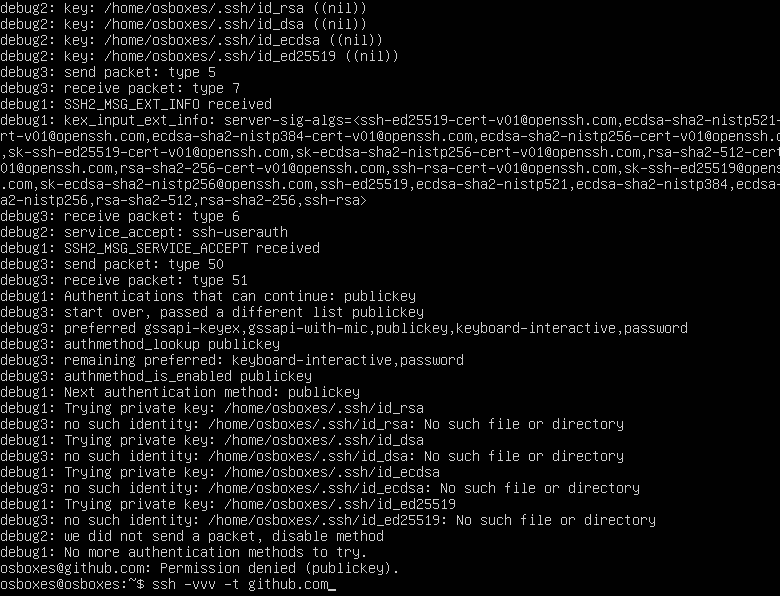 debug2: key: /home/osboxes/.ssh/id_rsa ((nil))
debug2: key: /home/osboxes/.ssh/id_dsa ((nil))
debug2: key: /home/osboxes/.ssh/id_ecdsa ((nil))
debug2: key: /home/osboxes/.ssh/id_ed25519 ((nil))
debug3: send packet: type 5
debug3: receive packet: type 7
debug1: SSH2_MSG_EXT_INFO received
debug1: kex_input_ext_info: server-sig-algs=<ssh-ed25519-cert-v01@openssh.com,ecdsa-sha2-nistp521-
rt-v01@openssh.com,ecdsa-sha2-nistp384-cert-v01@openssh.com,ecdsa-sha2-nistp256-cert-v01@openssh.c
,sk-ssh-ed25519-cert-v01@openssh.com,sk-ecdsa-sha2-nistp256-cert-v01@openssh.com,rsa-sha2-512-cert
01@openssh.com,rsa-sha2-256-cert-v01@openssh.com,ssh-rsa-cert-v01@openssh.com,sk-ssh-ed25519@opens
.com,sk-ecdsa-sha2-nistp256@openssh.com,ssh-ed25519,ecdsa-sha2-nistp521,ecdsa-sha2-nistp384,ecdsa-
a2-nistp256,rsa-sha2-512,rsa-sha2-256,ssh-rsa>
debug3: receive packet: type 6
debug2: service_accept: ssh-userauth
debug1: SSH2_MSG_SERVICE_ACCEPT received
debug3: send packet: type 50
debug3: receive packet: type 51
debug1: Authentications that can continue: publickey
debug3: start over, passed a different list publickey
debug3: preferred gssapi-keyex,gssapi-with-mic,publickey,keyboard-interactive,password
debug3: authmethod_lookup publickey
debug3: remaining preferred: keyboard-interactive,password
debug3: authmethod_is_enabled publickey
debug1: Next authentication method: publickey
debug1: Trying private key: /home/osboxes/.ssh/id_rsa
debug3: no such identity: /home/osboxes/.ssh/id_rsa: No such file or directory
debug1: Trying private key: /home/osboxes/.ssh/id_dsa
debug3: no such identity: /home/osboxes/.ssh/id_dsa: No such file or directory
debug1: Trying private key: /home/osboxes/.ssh/id_ecdsa
debug3: no such identity: /home/osboxes/.ssh/id_ecdsa: No such file or directory
debug1: Trying private key: /home/osboxes/.ssh/id_ed25519
debug3: no such identity: /home/osboxes/.ssh/id_ed25519: No such file or directory
debug2: we did not send a packet, disable method
debug1: No more authentication methods to try.
osboxes@github.com: Permission denied (publickey).
osboxes@osboxes:~$ ssh -vvv -t github.com_